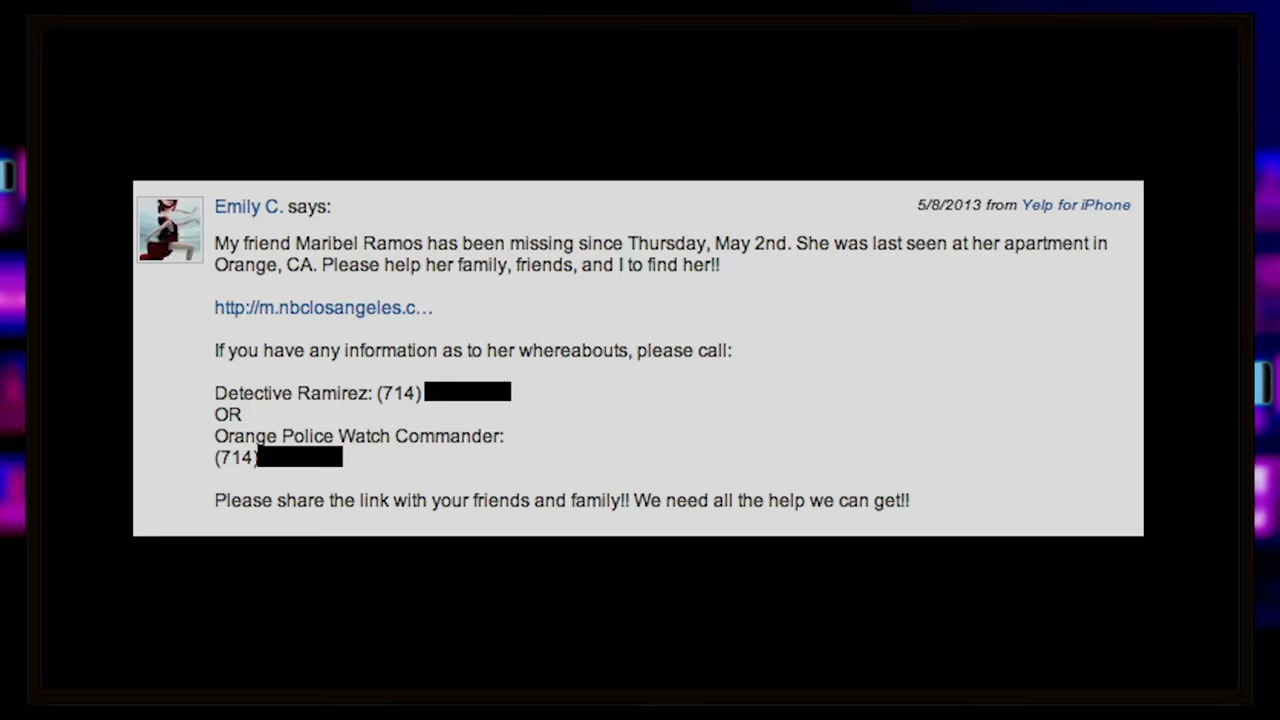 Emily C. says:
5/8/2013 from Yelp for iPhone
My friend Maribel Ramos has been missing since Thursday, May 2nd. She was last seen at her apartment in
Orange, CA. Please help her family, friends, and I to find her!!
http://m.nbclosangeles.c...
If you have any information as to her whereabouts, please call:
Detective Ramirez: (714)
OR
Orange Police Watch Commander:
(714)
Please share the link with your friends and family!! We need all the help we can get!!